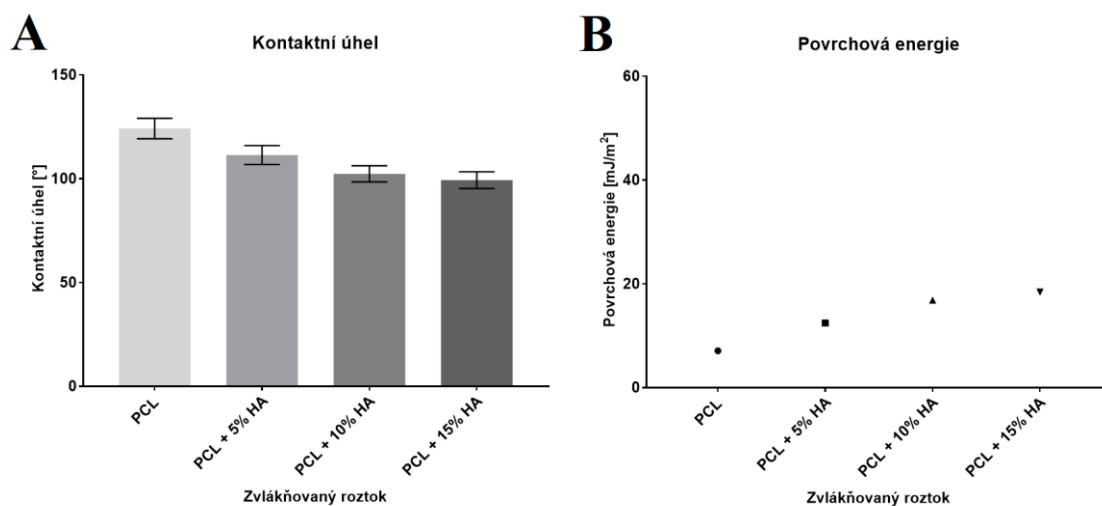 A
Kontaktní úhel
150
100
50
0
Kontaktní úhel [°]
PCL
PCL + 5% HA
PCL + 10% HA
PCL + 15% HA
Zvlákňovaný roztok
B
Povrchová energie
60
40
20
0
Povrchová energie [mJ/m²]
PCL
PCL + 5% HA
PCL + 10% HA
PCL + 15% HA
Zvlákňovaný roztok